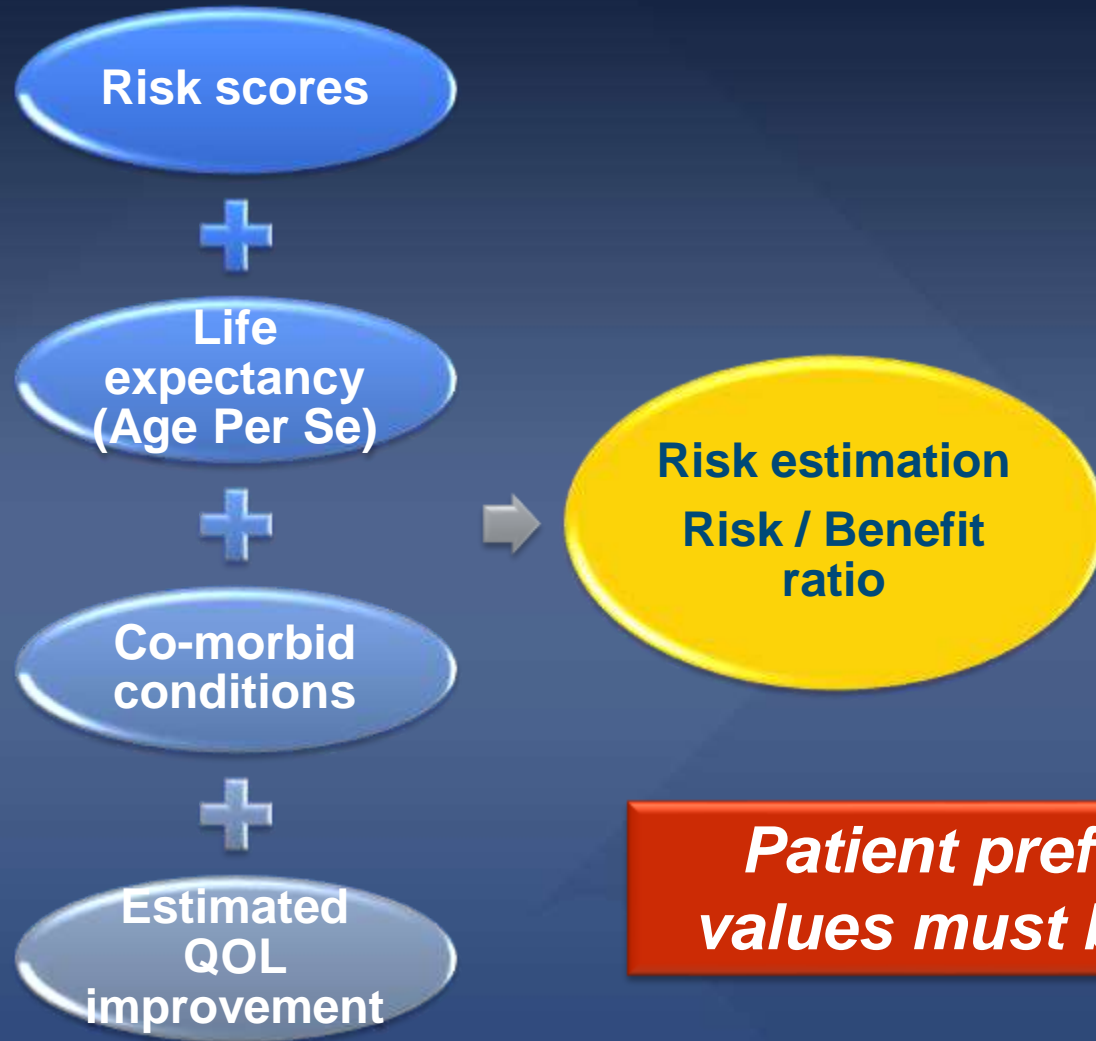 Risk scores
Life
expectancy
(Age Per Se)
Co-morbid
conditions
Estimated
QOL
improvement
Risk estimation
Risk / Benefit
ratio
Patient pref
values must